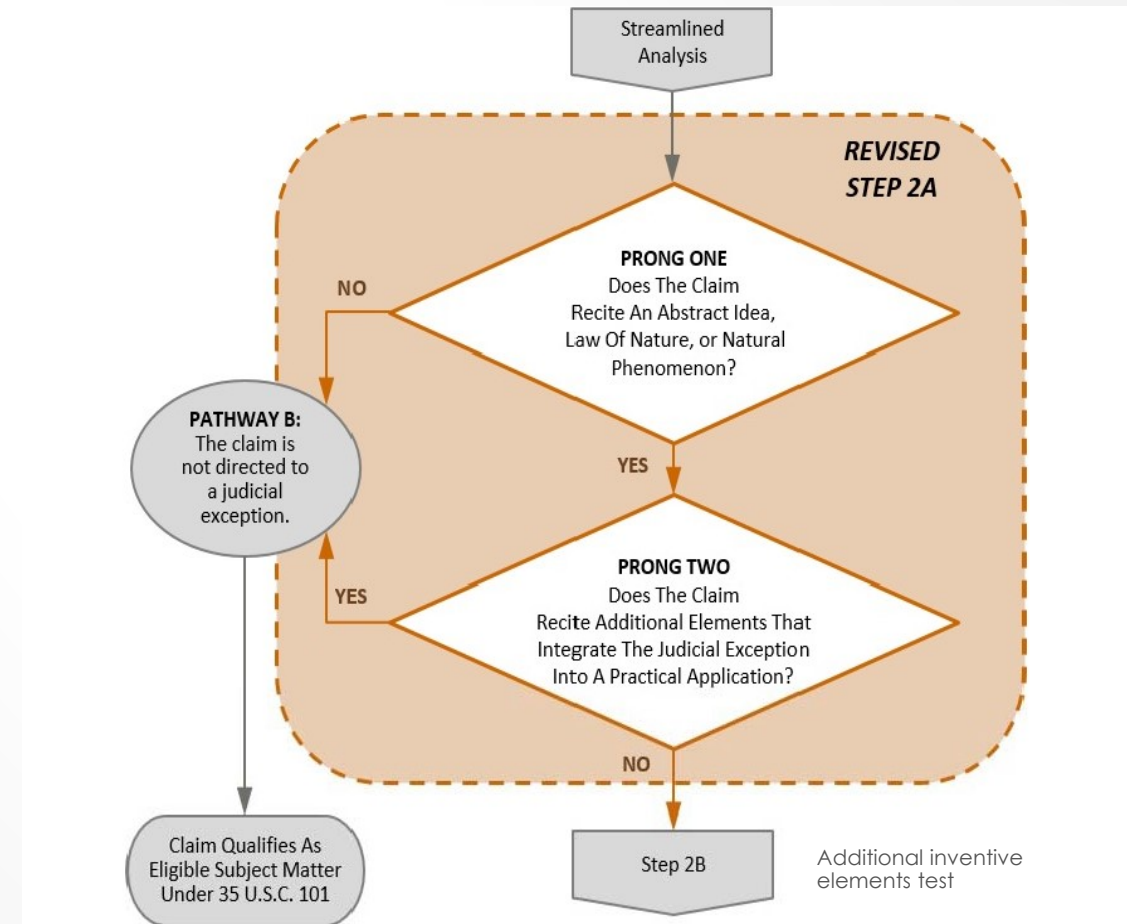 Streamlined
Analysis
REVISED
STEP 2A
PRONG ONE
Does The Claim
Recite An Abstract Idea,
Law Of Nature, or Natural
Phenomenon?
NO
PATHWAY B:
The claim is
not directed to
a judicial
exception.
YES
PRONG TWO
Does The Claim
Recite Additional Elements That
Integrate The Judicial Exception
Into A Practical Application?
YES
NO
Claim Qualifies As
Eligible Subject Matter
Under 35 U.S.C. 101
Step 2B
Additional inventive
elements test